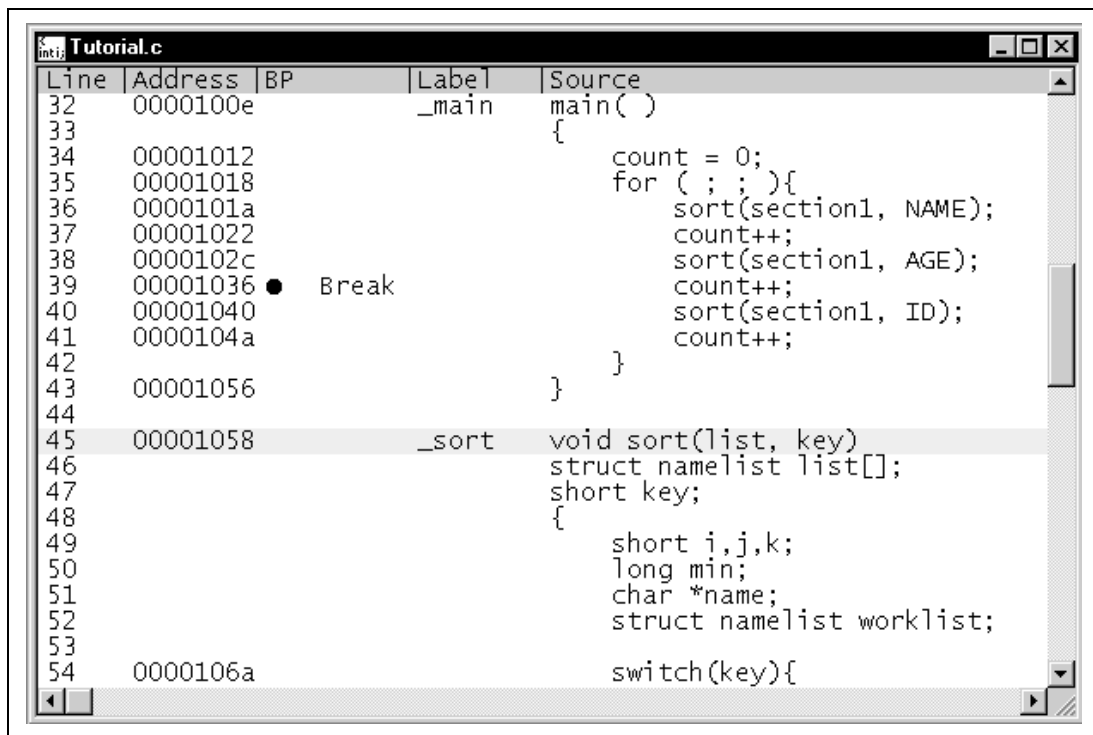 Tutorial.c
Line |Address |BP |Label |Source
32 0000100e _main main( )
33 {
34 00001012 count = 0;
35 00001018 for ( ; ; ){
36 0000101a sort(section1, NAME);
37 00001022 count++;
38 0000102c sort(section1, AGE);
39 00001036 ● Break count++;
40 00001040 sort(section1, ID);
41 0000104a count++;
42 }
43 00001056 }
44
45 00001058 _sort void sort(list, key)
46 struct namelist list[];
47 short key;
48 {
49 short i,j,k;
50 long min;
51 char *name;
52 struct namelist worklist;
53
54 0000106a switch(key){